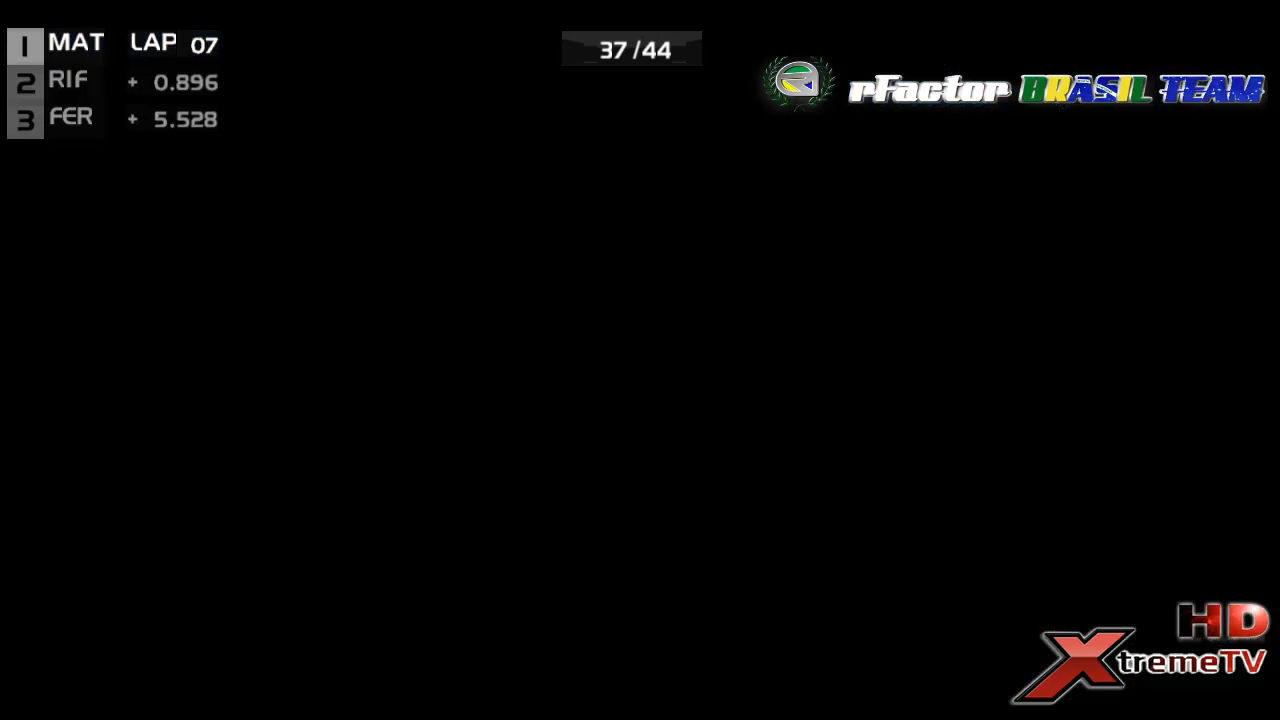 1 MAT LAP 07
2 RIF + 0.896
3 FER + 5.528
37 /44
rFactor BRASIL TEAM
HD
XtremeTV